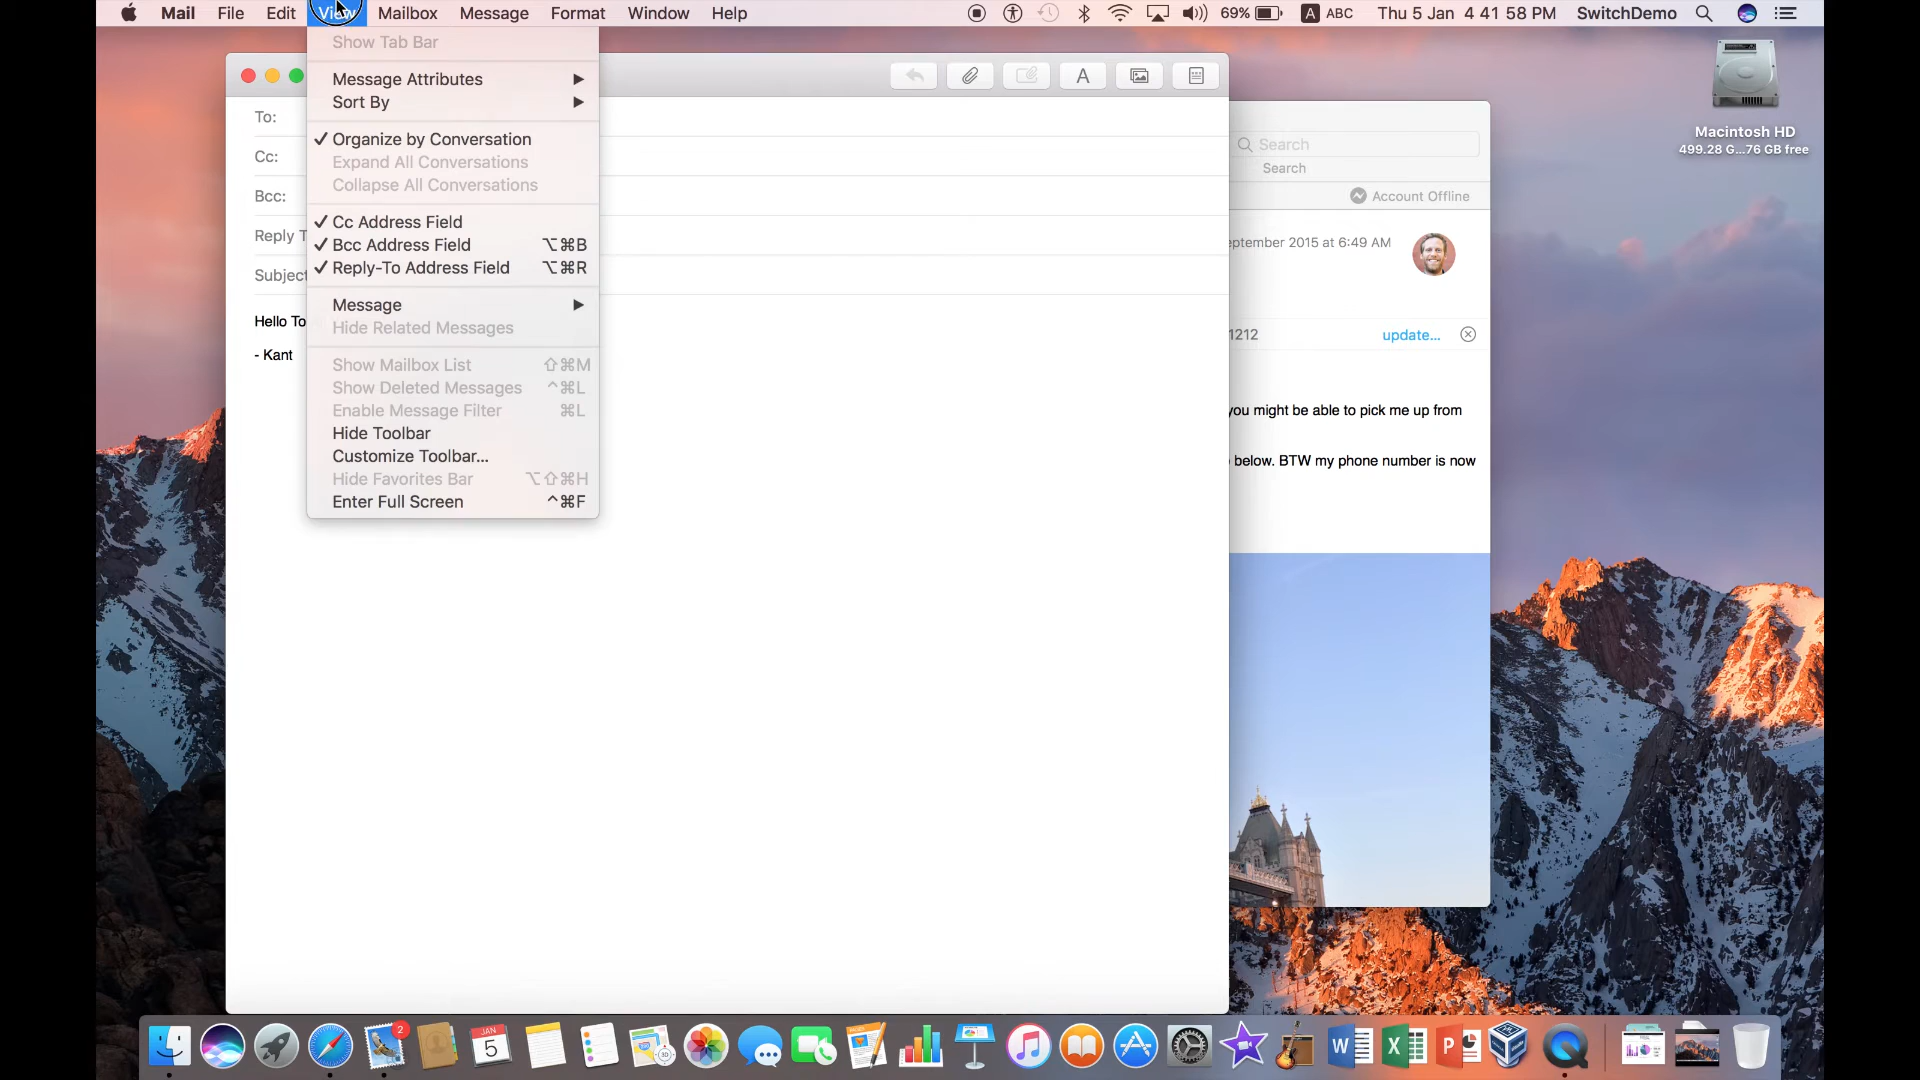 Mail File Edit View Mailbox Message Format Window Help 69% A ABC Thu 5 Jan 4 41 58 PM SwitchDemo
Show Tab Bar
Message Attributes
Sort By
✓ Organize by Conversation
Expand All Conversations
Collapse All Conversations
✓ Cc Address Field
✓ Bcc Address Field ⌥⌘B
✓ Reply-To Address Field ⌥⌘R
Message
Hide Related Messages
Show Mailbox List ⇧⌘M
Show Deleted Messages ^⌘L
Enable Message Filter ⌘L
Hide Toolbar
Customize Toolbar...
Hide Favorites Bar ⌥⇧⌘H
Enter Full Screen ^⌘F
To:
Cc:
Bcc:
Reply T
Subject
Hello To
- Kant
A
Search
Search
Account Offline
eptember 2015 at 6:49 AM
1212 update...
you might be able to pick me up from
below. BTW my phone number is now
Macintosh HD
499.28 G...76 GB free
2
JAN
5
PAGES
3D
W
X
P